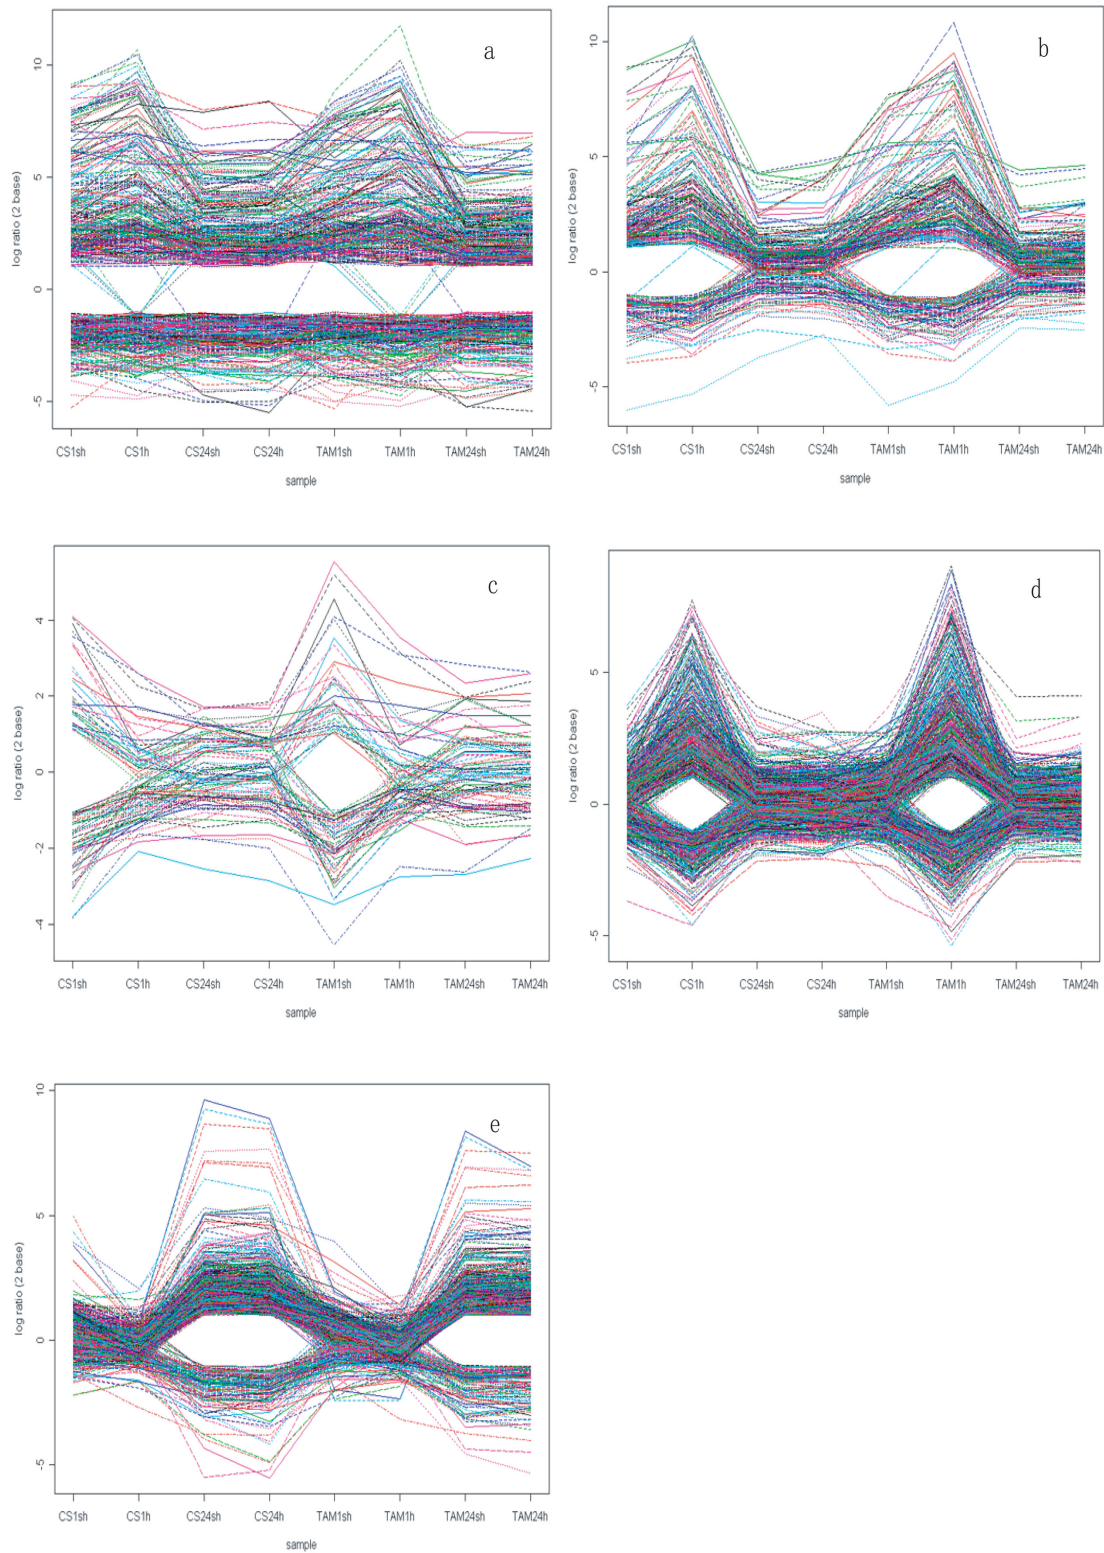 a
log ratio (2 base)
10
5
0
-5
CS1sh CS1h CS24sh CS24h TAM1sh TAM1h TAM24sh TAM24h
sample
b
log ratio (2 base)
10
5
0
-5
CS1sh CS1h CS24sh CS24h TAM1sh TAM1h TAM24sh TAM24h
sample
c
log ratio (2 base)
4
2
0
-2
-4
CS1sh CS1h CS24sh CS24h TAM1sh TAM1h TAM24sh TAM24h
sample
d
log ratio (2 base)
5
0
-5
CS1sh CS1h CS24sh CS24h TAM1sh TAM1h TAM24sh TAM24h
sample
e
log ratio (2 base)
10
5
0
-5
CS1sh CS1h CS24sh CS24h TAM1sh TAM1h TAM24sh TAM24h
sample